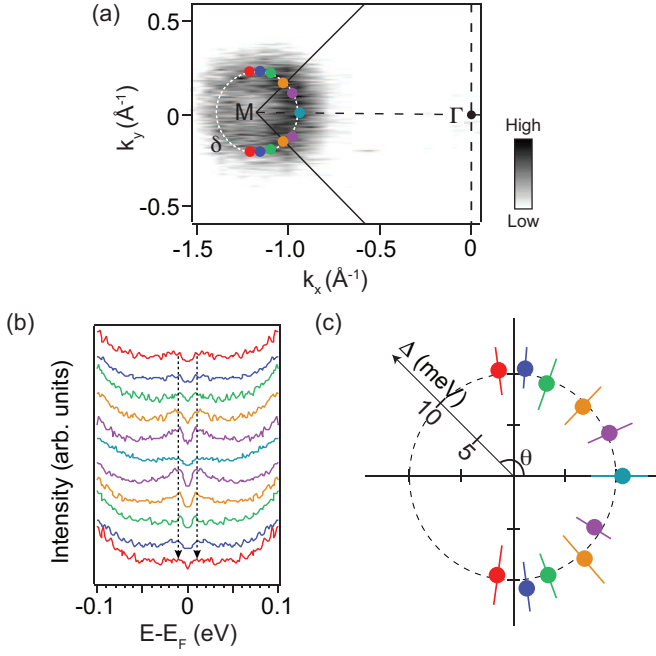 (a)
0.5
0
-0.5
k_y (Å⁻¹)
M
δ
Γ
-1.5
-1.0
-0.5
0
k_x (Å⁻¹)
High
Low
(b)
Intensity (arb. units)
-0.1
0
0.1
E-E_F (eV)
(c)
Δ (meV)
10
5
θ